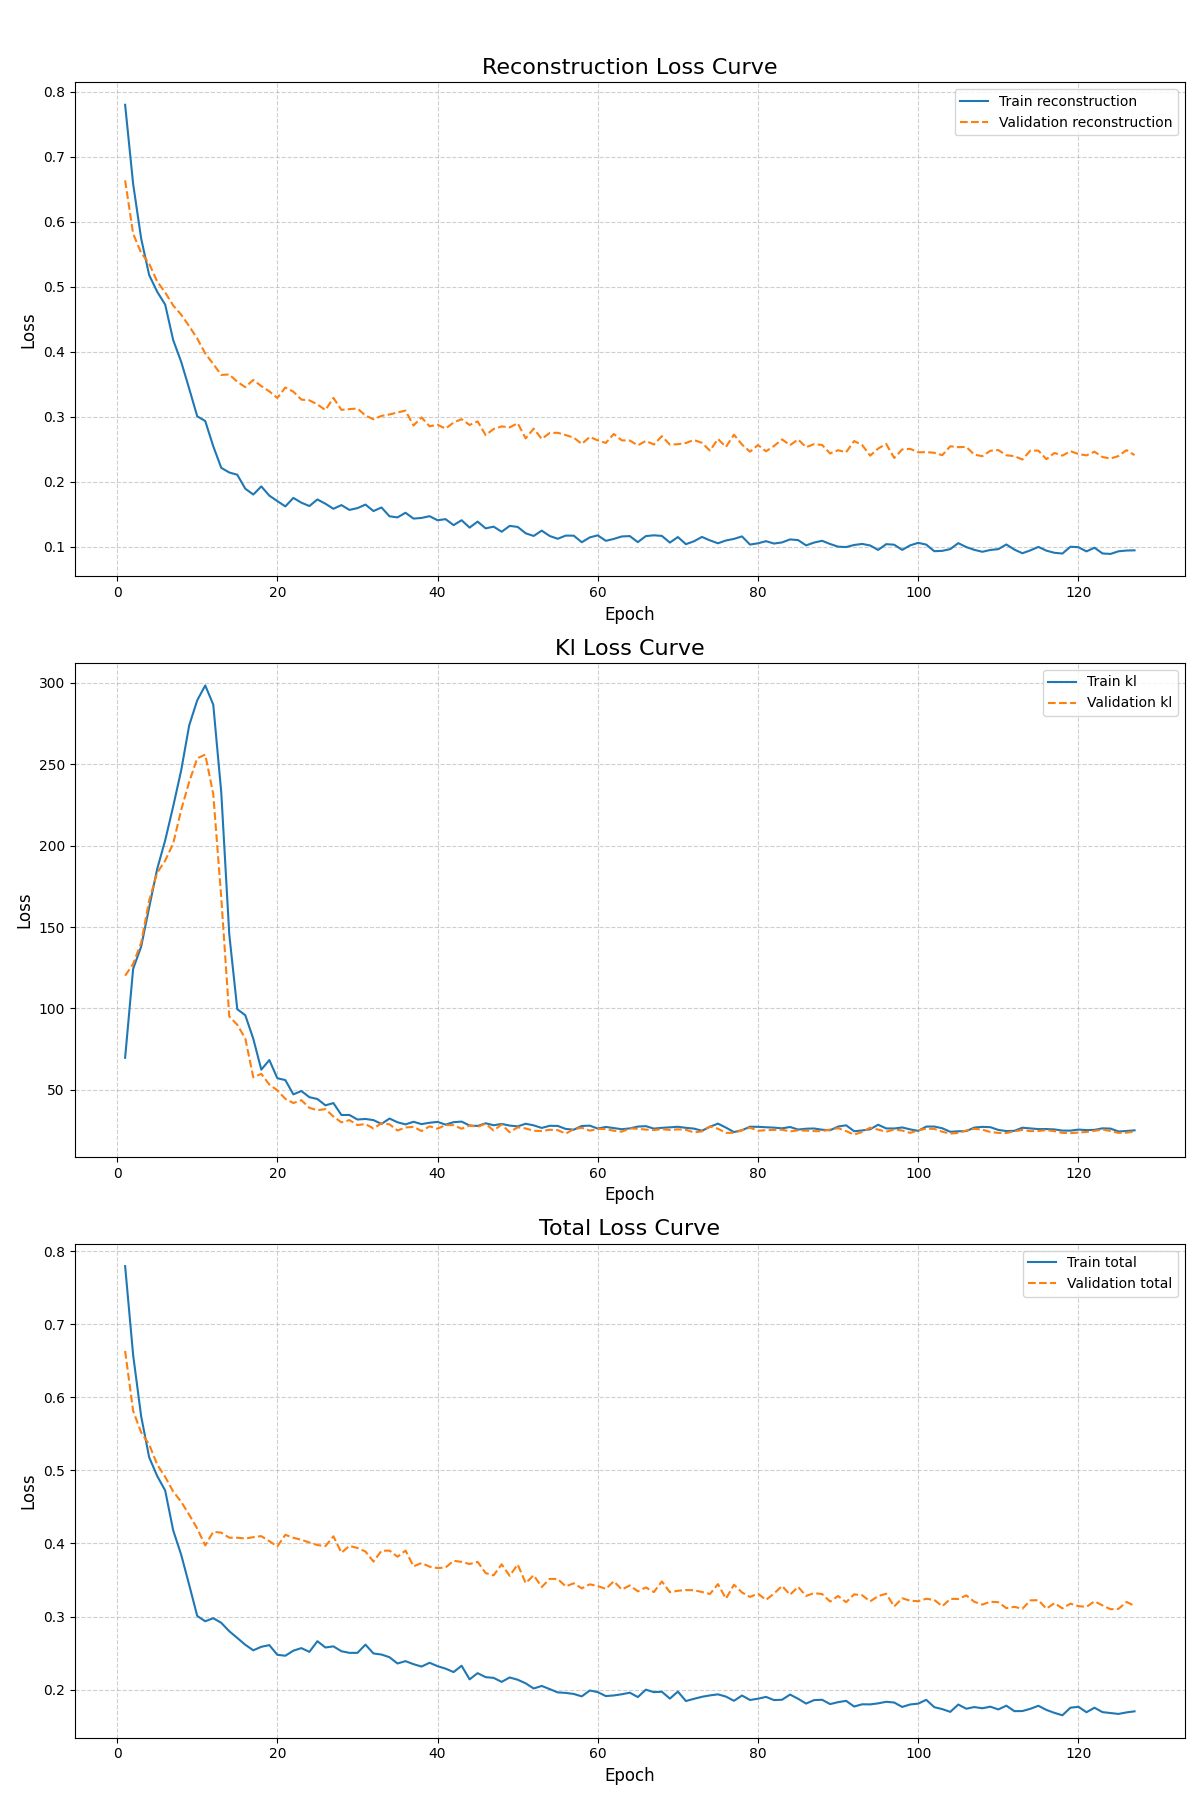 Reconstruction Loss Curve
Train reconstruction
Validation reconstruction
0.8
0.7
0.6
0.5
0.4
0.3
0.2
0.1
Loss
0 20 40 60 80 100 120
Epoch
Kl Loss Curve
Train kl
Validation kl
300
250
200
150
100
50
Loss
0 20 40 60 80 100 120
Epoch
Total Loss Curve
Train total
Validation total
0.8
0.7
0.6
0.5
0.4
0.3
0.2
Loss
0 20 40 60 80 100 120
Epoch